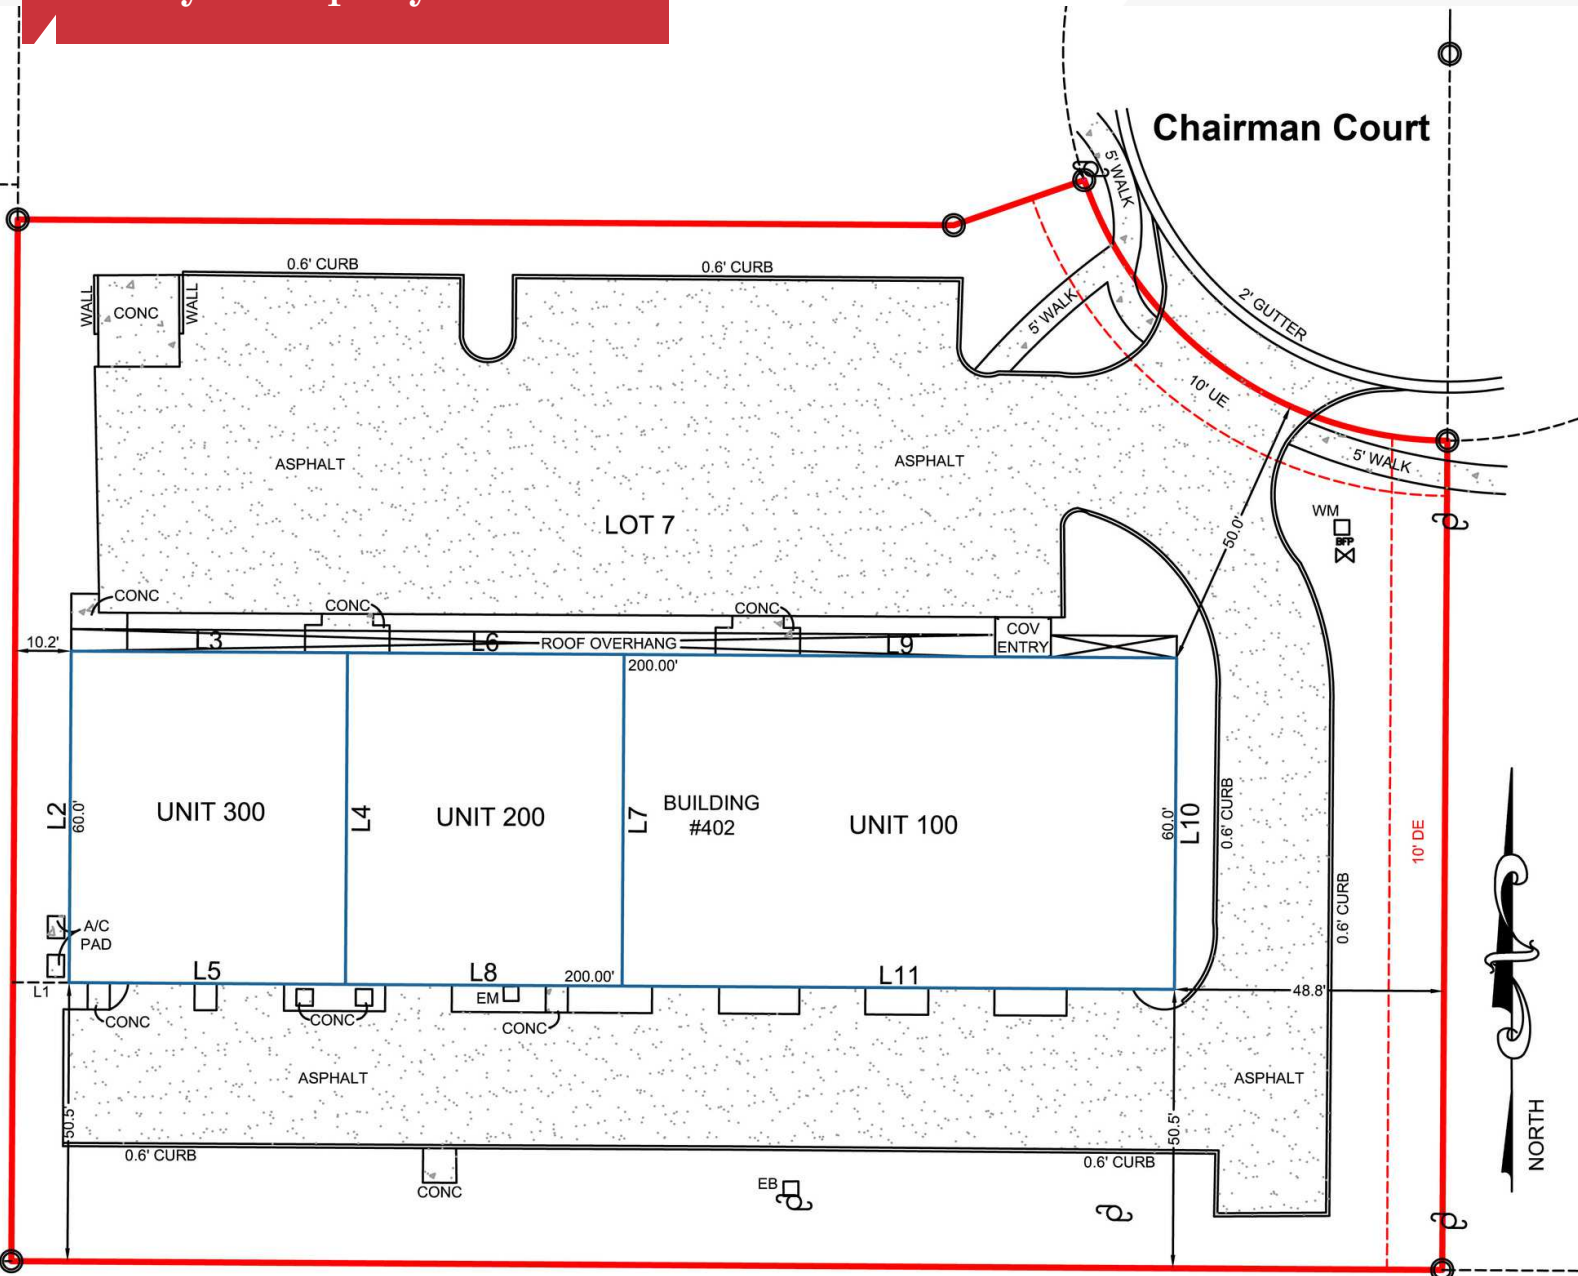 Chairman Court
5' WALK
2' GUTTER
0.6' CURB
0.6' CURB
WALL
CONC
WALL
5' WALK
10' UE
5' WALK
ASPHALT
ASPHALT
LOT 7
50.0'
WM
BFP
CONC
CONC
CONC
10.2'
L3
L6
ROOF OVERHANG
L9
COV
ENTRY
200.00'
L2
60.0'
UNIT 300
L4
UNIT 200
L7
BUILDING
#402
UNIT 100
60.0'
L10
0.6' CURB
10' DE
0.6' CURB
A/C
PAD
L1
L5
L8
200.00'
L11
48.8'
EM
CONC
CONC
CONC
ASPHALT
ASPHALT
50.5'
50.5'
0.6' CURB
0.6' CURB
CONC
EB
NORTH